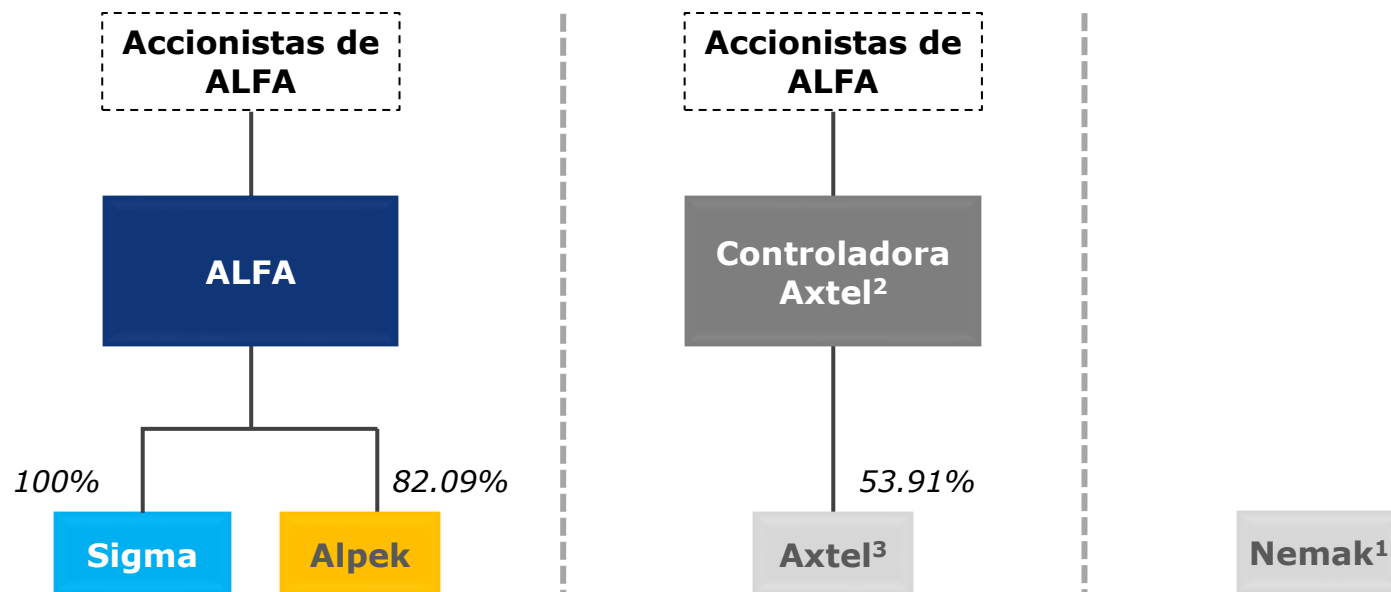 Accionistas de
ALFA
Accionistas de
ALFA
ALFA
Controladora
Axtel²
100%
82.09%
53.91%
Sigma
Alpek
Axtel³
Nemak¹